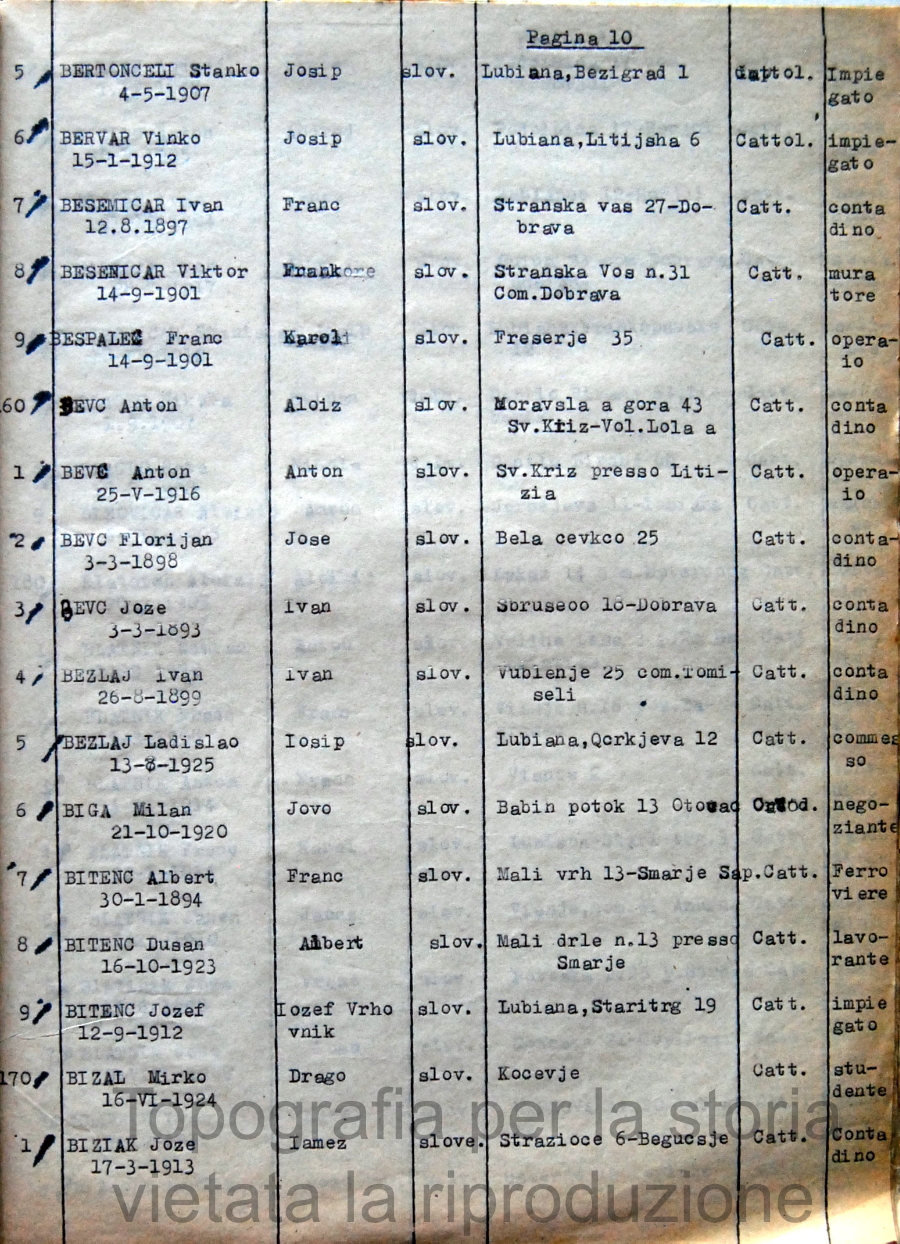 Pagina 10
5 BERTONCELI Stanko Josip slov. Lubiana,Bezigrad 1 Impie
4-5-1907 gato
6 BERVAR Vinko Josip slov. Lubiana,Litijsha 6 Cattol. impie-
15-1-1912 gato
7 BESEMICAR Ivan Franc slov. Stranska vas 27-Do- Catt. conta
12.8.1897 brava dino
8 BESENICAR Viktor slov. Stranska Vos n.31 Catt. mura
14-9-1901 Com.Dobrava tore
9 BESPALEC Franc Karoli slov. Freserje 35 Catt. opera-
14-9-1901 io
160 BEVC Anton Aloiz slov. Moravsla a gora 43 Catt. conta
Sv.Kriz-Vol.Lola a dino
1 BEVC Anton Anton slov. Sv.Kriz presso Liti- Catt. opera-
25-V-1916 zia io
2 BEVC Florijan Jose slov. Bela cevkco 25 Catt. conta-
3-3-1898 dino
3 BEVC Joze Ivan slov. Sbruseoo 18-Dobrava Catt. conta
3-3-1893 dino
4 BEZLAJ Ivan Ivan slov. Vublenje 25 com.Tomi- Catt. conta
26-8-1899 seli dino
5 BEZLAJ Ladislao Iosip slov. Lubiana,Qcrkjeva 12 Catt. commes
13-8-1925 so
6 BIGA Milan Jovo slov. Babin potok 13 Otocac nego-
21-10-1920 ziante
7 BITENC Albert Franc slov. Mali vrh 13-Smarje Sap.Catt. Ferro
30-1-1894 viere
8 BITENC Dusan Albert slov. Mali drle n.13 presso Catt. lavo-
16-10-1923 Smarje rante
9 BITENC Jozef Iozef Vrho slov. Lubiana,Staritrg 19 Catt. impie
12-9-1912 vnik gato
170 BIZAL Mirko Drago slov. Kocevje Catt. stu-
16-VI-1924 dente
1 BIZIAK Joze Iamez slove. Strazioce 6-Begucsje Catt. Conta
17-3-1913 dino
Topografia per la storia
vietata la riproduzione